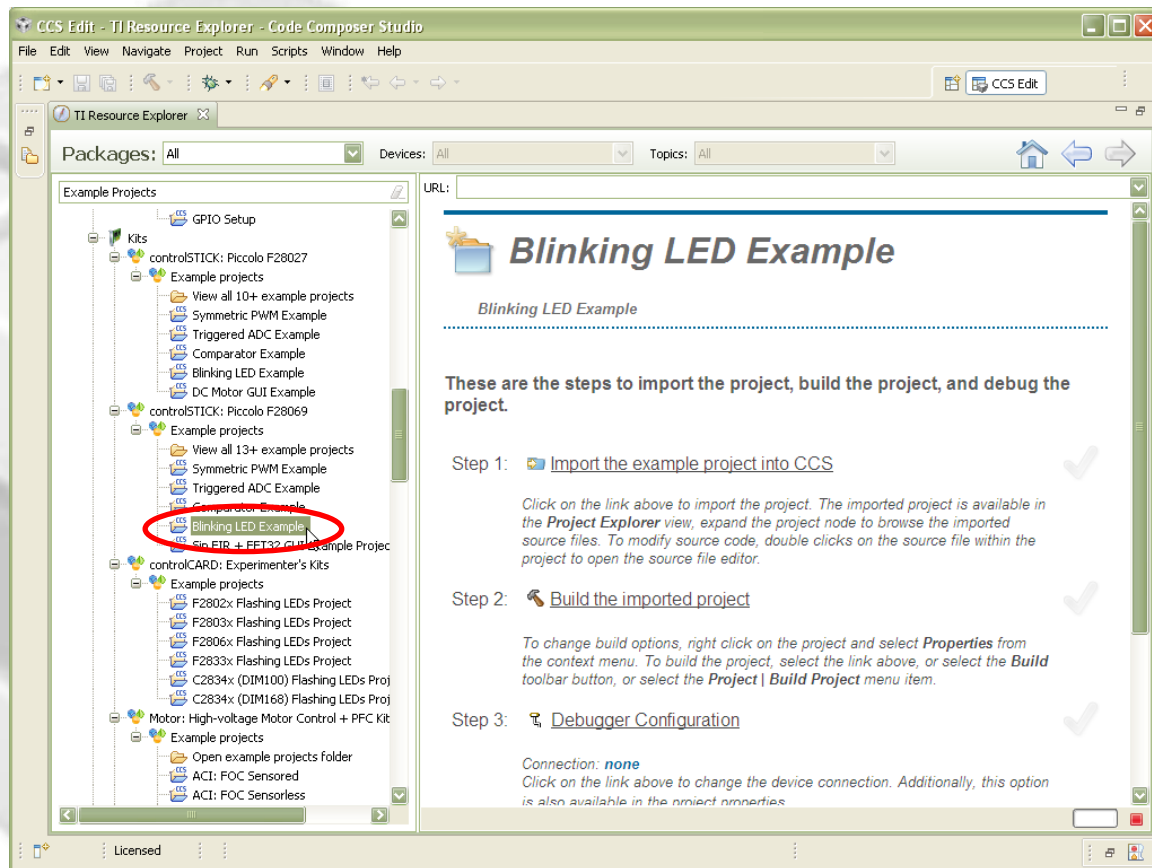 CCS Edit - TI Resource Explorer - Code Composer Studio
File Edit View Navigate Project Run Scripts Window Help
CCS Edit
TI Resource Explorer
Packages: All Devices: All Topics: All
Example Projects
URL:
GPIO Setup
Kits
controlSTICK: Piccolo F28027
Example projects
View all 10+ example projects
Symmetric PWM Example
Triggered ADC Example
Comparator Example
Blinking LED Example
DC Motor GUI Example
controlSTICK: Piccolo F28069
Example projects
View all 13+ example projects
Symmetric PWM Example
Triggered ADC Example
Comparator Example
Blinking LED Example
Sin FIR + FFT32 GUI Example Projec
controlCARD: Experimenter's Kits
Example projects
F2802x Flashing LEDs Project
F2803x Flashing LEDs Project
F2806x Flashing LEDs Project
F2833x Flashing LEDs Project
C2834x (DIM100) Flashing LEDs Proj
C2834x (DIM168) Flashing LEDs Proj
Motor: High-voltage Motor Control + PFC Kit
Example projects
Open example projects folder
ACI: FOC Sensored
ACI: FOC Sensorless
Blinking LED Example
Blinking LED Example
These are the steps to import the project, build the project, and debug the
project.
Step 1: Import the example project into CCS
Click on the link above to import the project. The imported project is available in
the Project Explorer view, expand the project node to browse the imported
source files. To modify source code, double clicks on the source file within the
project to open the source file editor.
Step 2: Build the imported project
To change build options, right click on the project and select Properties from
the context menu. To build the project, select the link above, or select the Build
toolbar button, or select the Project | Build Project menu item.
Step 3: Debugger Configuration
Connection: none
Click on the link above to change the device connection. Additionally, this option
is also available in the project properties
Licensed